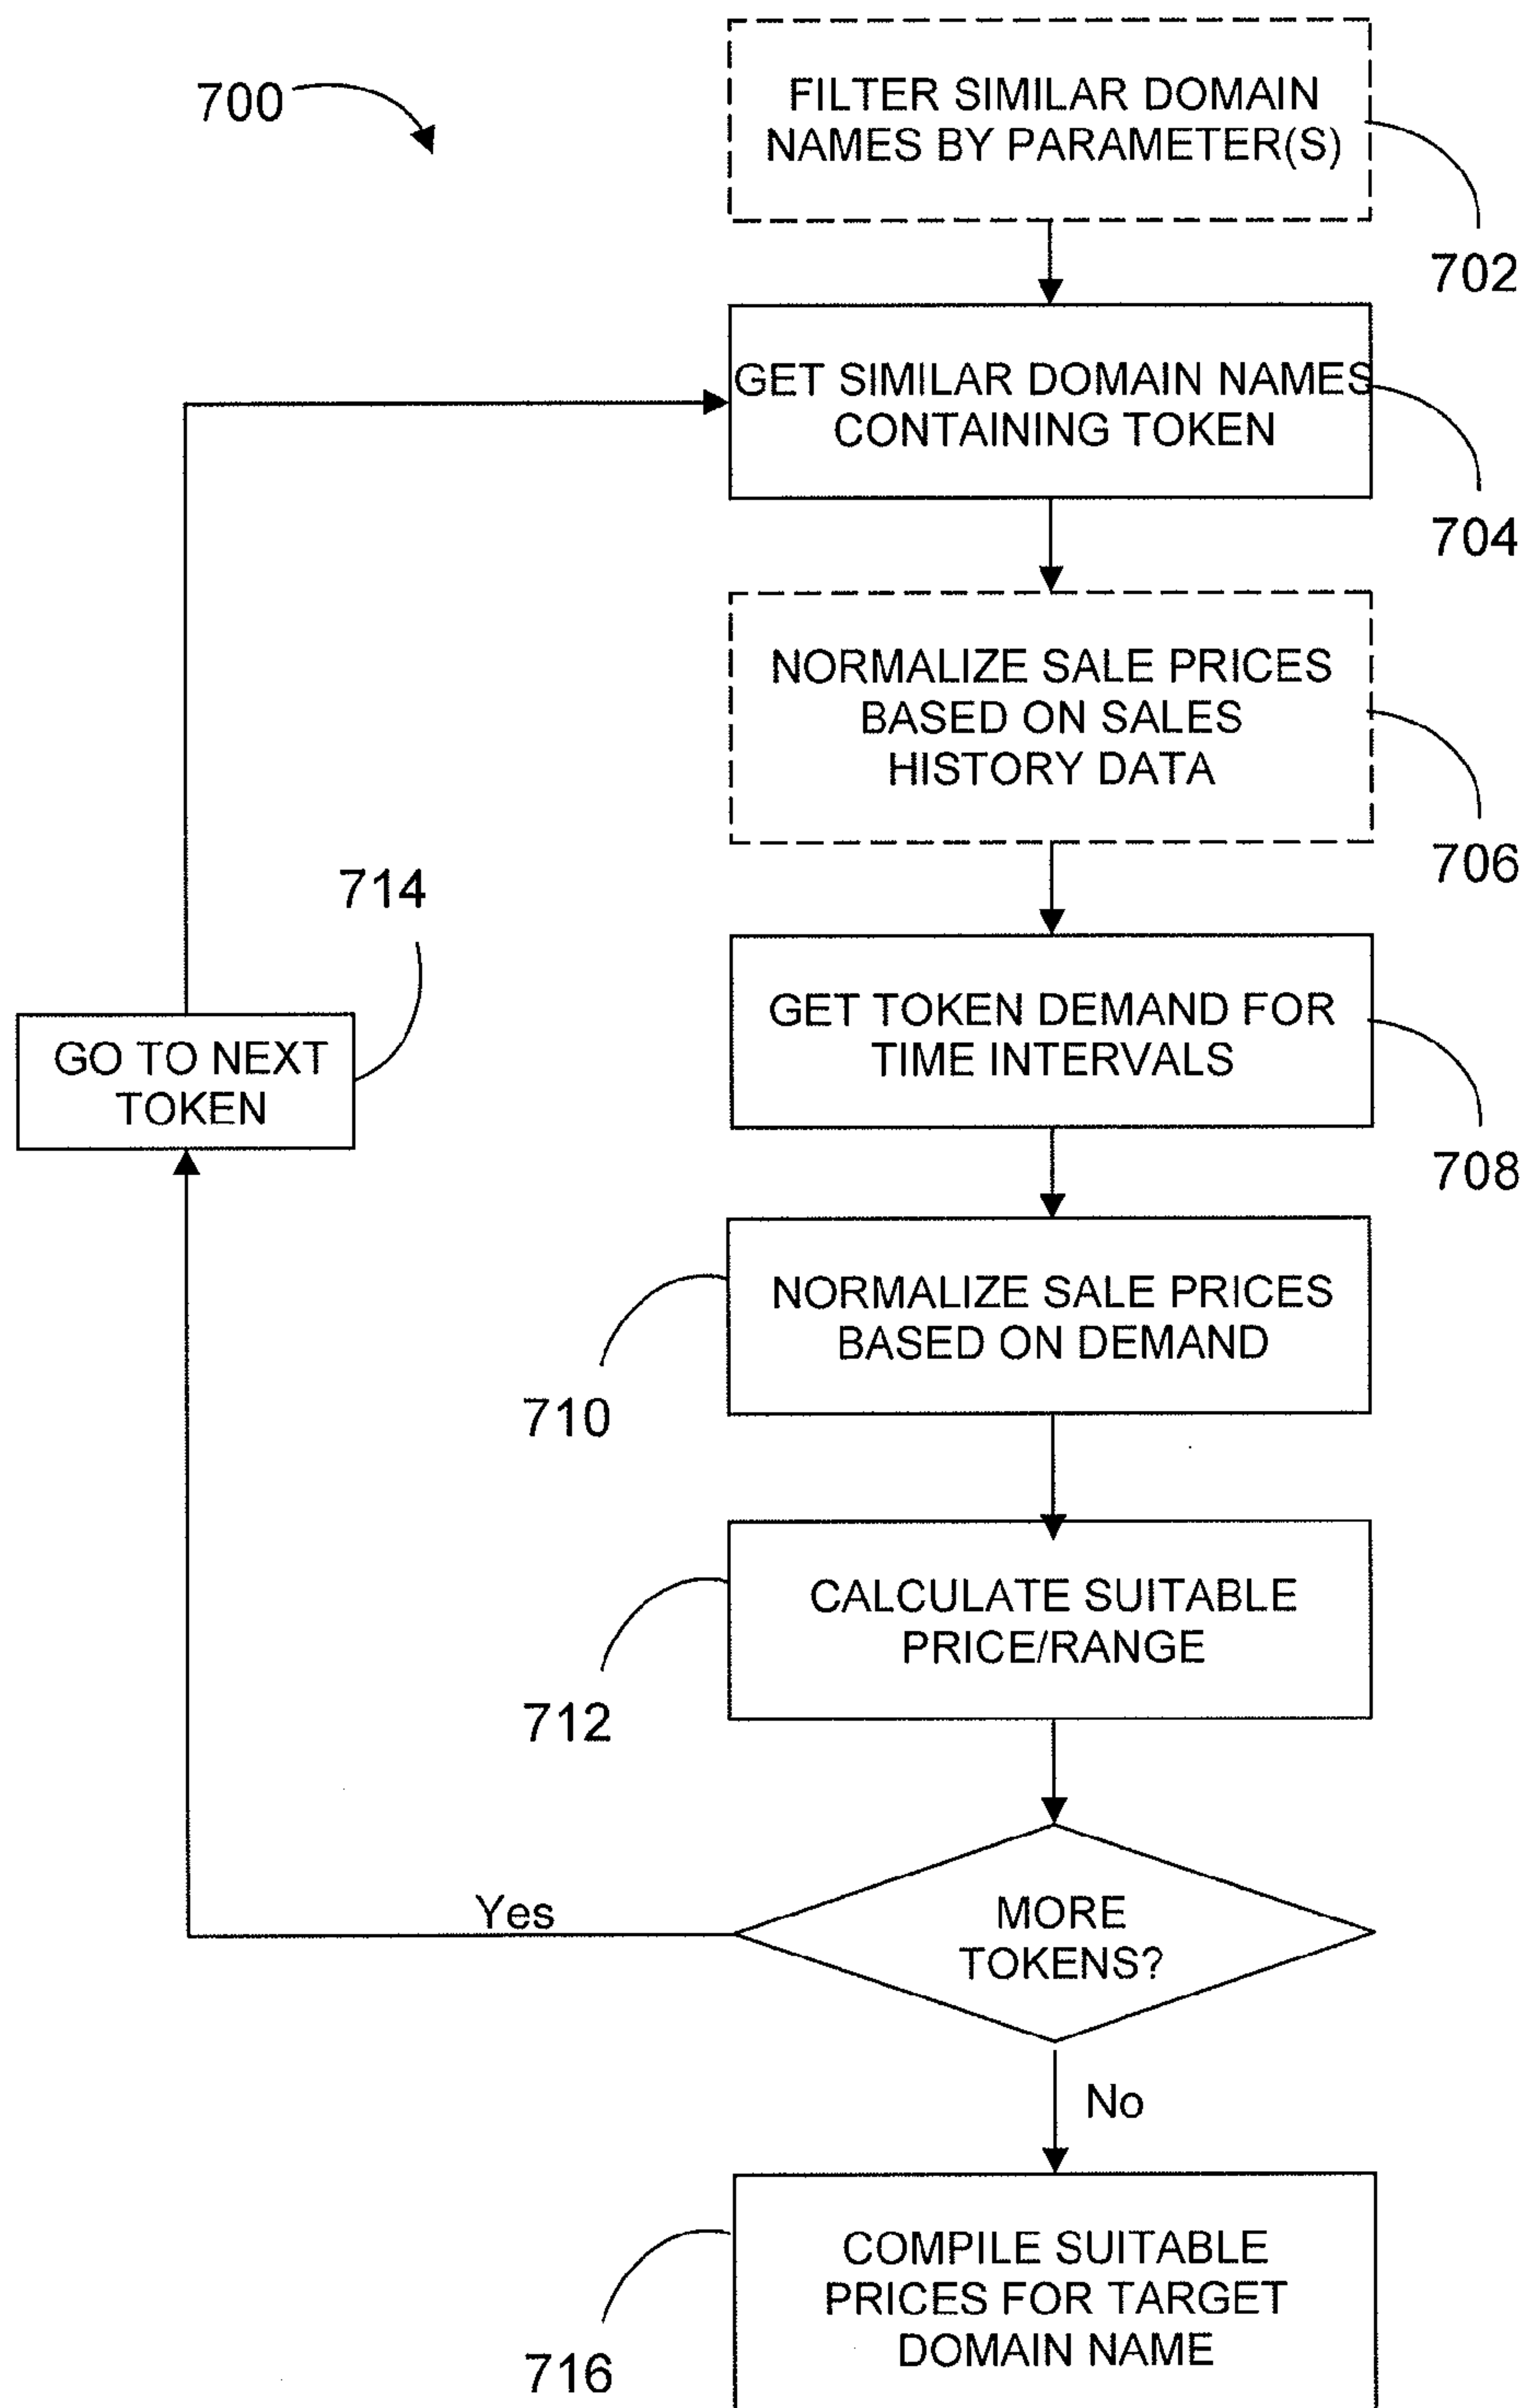 700
FILTER SIMILAR DOMAIN
NAMES BY PARAMETER(S)
702
GET SIMILAR DOMAIN NAMES
CONTAINING TOKEN
704
NORMALIZE SALE PRICES
BASED ON SALES
HISTORY DATA
706
714
GO TO NEXT
TOKEN
GET TOKEN DEMAND FOR
TIME INTERVALS
708
NORMALIZE SALE PRICES
BASED ON DEMAND
710
CALCULATE SUITABLE
PRICE/RANGE
712
MORE
TOKENS?
Yes
No
COMPILE SUITABLE
PRICES FOR TARGET
DOMAIN NAME
716